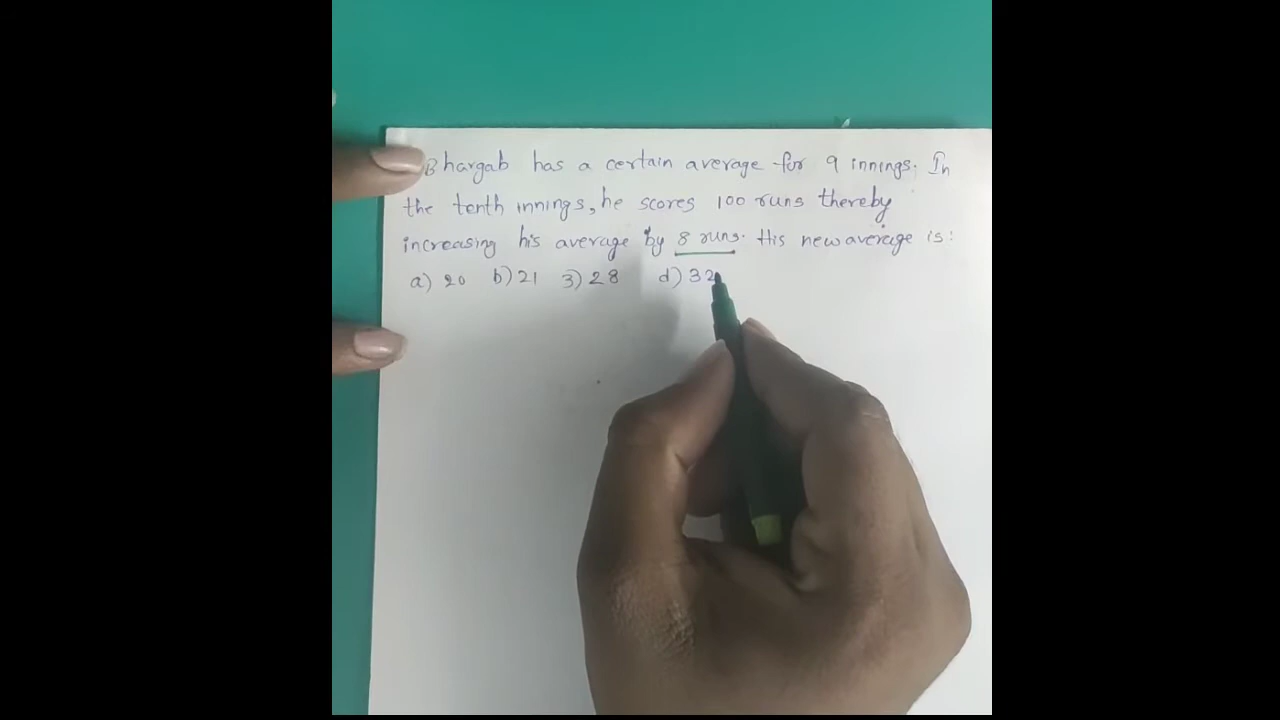 Bhargab has a certain average for 9 innings. In
the tenth innings, he scores 100 runs thereby
increasing his average by 8 runs. His new average is:
a) 20 b) 21 3) 28 d) 32